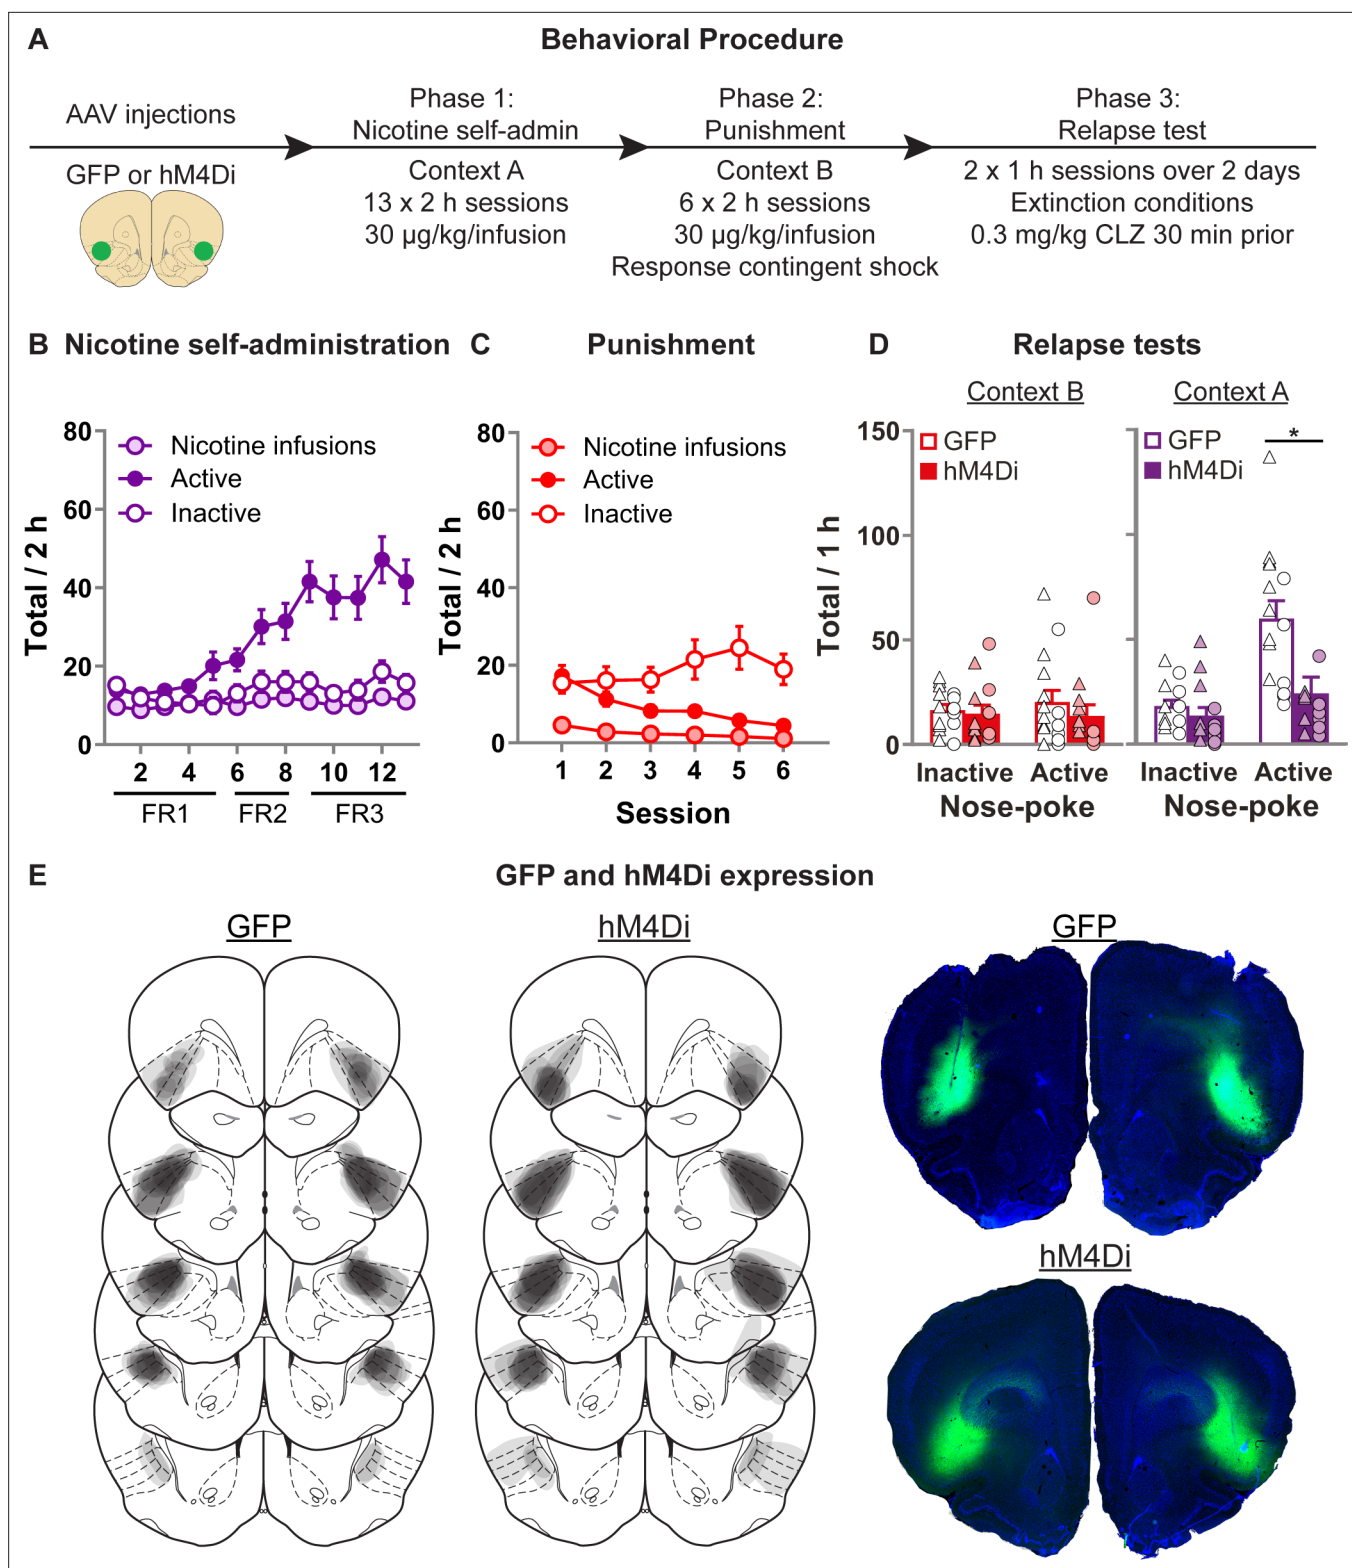 A
Behavioral Procedure
AAV injections
GFP or hM4Di
Phase 1:
Nicotine self-admin
Context A
13 x 2 h sessions
30 µg/kg/infusion
Phase 2:
Punishment
Context B
6 x 2 h sessions
30 µg/kg/infusion
Response contingent shock
Phase 3:
Relapse test
2 x 1 h sessions over 2 days
Extinction conditions
0.3 mg/kg CLZ 30 min prior
B Nicotine self-administration
Total / 2 h
80
60
40
20
0
Nicotine infusions
Active
Inactive
2 4 6 8 10 12
FR1 FR2 FR3
C Punishment
Total / 2 h
80
60
40
20
0
Nicotine infusions
Active
Inactive
1 2 3 4 5 6
Session
D Relapse tests
Total / 1 h
150
100
50
0
Context B
GFP
hM4Di
Inactive Active
Nose-poke
Context A
GFP
hM4Di
*
Inactive Active
Nose-poke
E
GFP and hM4Di expression
GFP
hM4Di
GFP
hM4Di